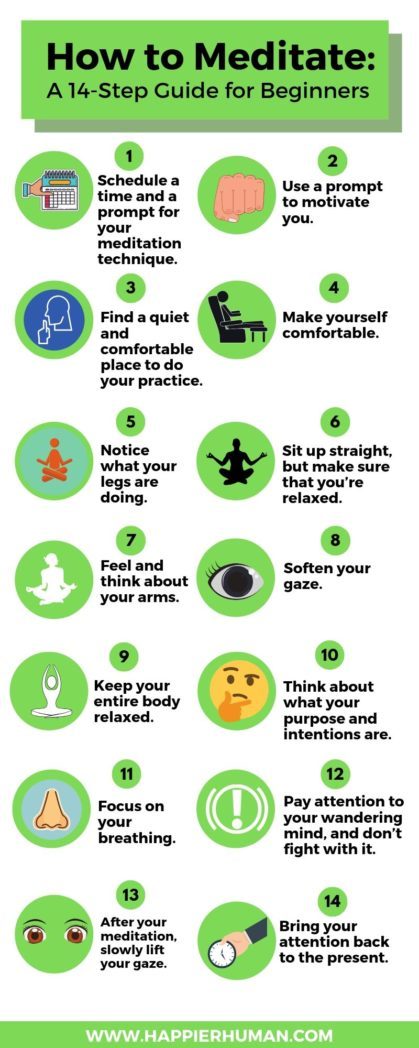 How to Meditate:
A 14-Step Guide for Beginners
1
Schedule a
time and a
prompt for
your
meditation
technique.
2
Use a prompt
to motivate
you.
3
Find a quiet
and
comfortable
place to do
your practice.
4
Make yourself
comfortable.
5
Notice
what your
legs are
doing.
6
Sit up straight,
but make sure
that you're
relaxed.
7
Feel and
think about
your arms.
8
Soften your
gaze.
9
Keep your
entire body
relaxed.
10
Think about
what your
purpose and
intentions are.
11
Focus on
your
breathing.
12
Pay attention to
your wandering
mind, and don't
fight with it.
13
After your
meditation,
slowly lift
your gaze.
14
Bring your
attention back
to the present.
WWW.HAPPIERHUMAN.COM